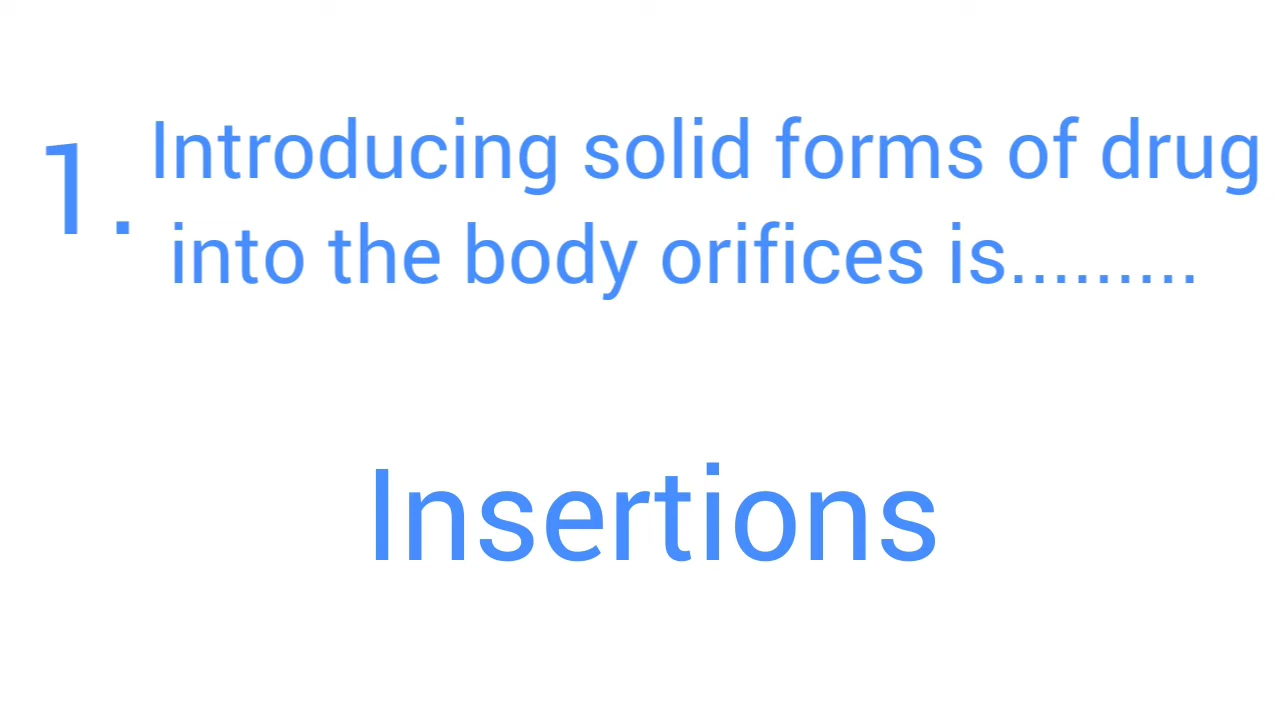 1. Introducing solid forms of drug
into the body orifices is.........
Insertions